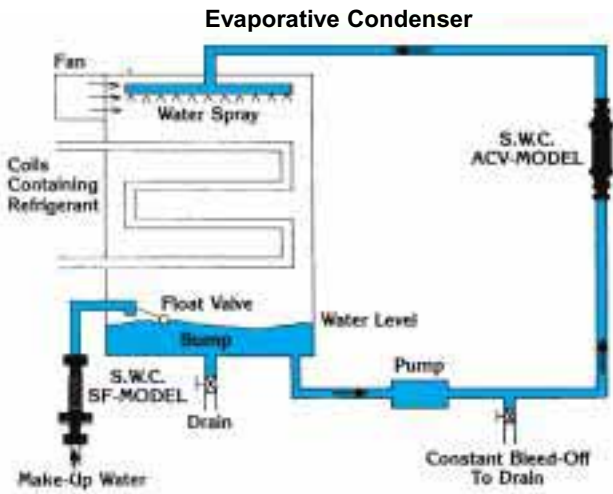 Evaporative Condenser
Fan
Water Spray
S.W.C.
ACV-MODEL
Coils
Containing
Refrigerant
Float Valve
Water Level
Sump
S.W.C.
SF-MODEL
Drain
Pump
Make-Up Water
Constant Bleed-Off
To Drain